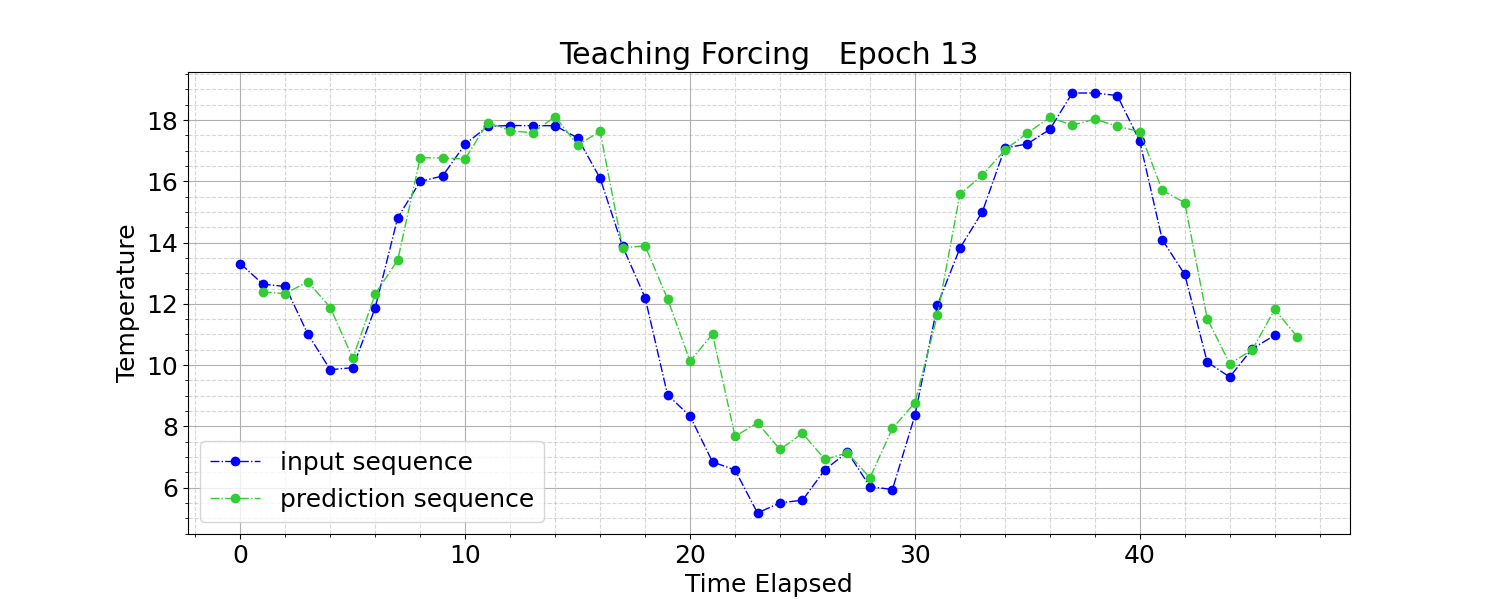 Teaching Forcing   Epoch 13
Temperature
18
16
14
12
10
8
6
input sequence
prediction sequence
0 10 20 30 40
Time Elapsed